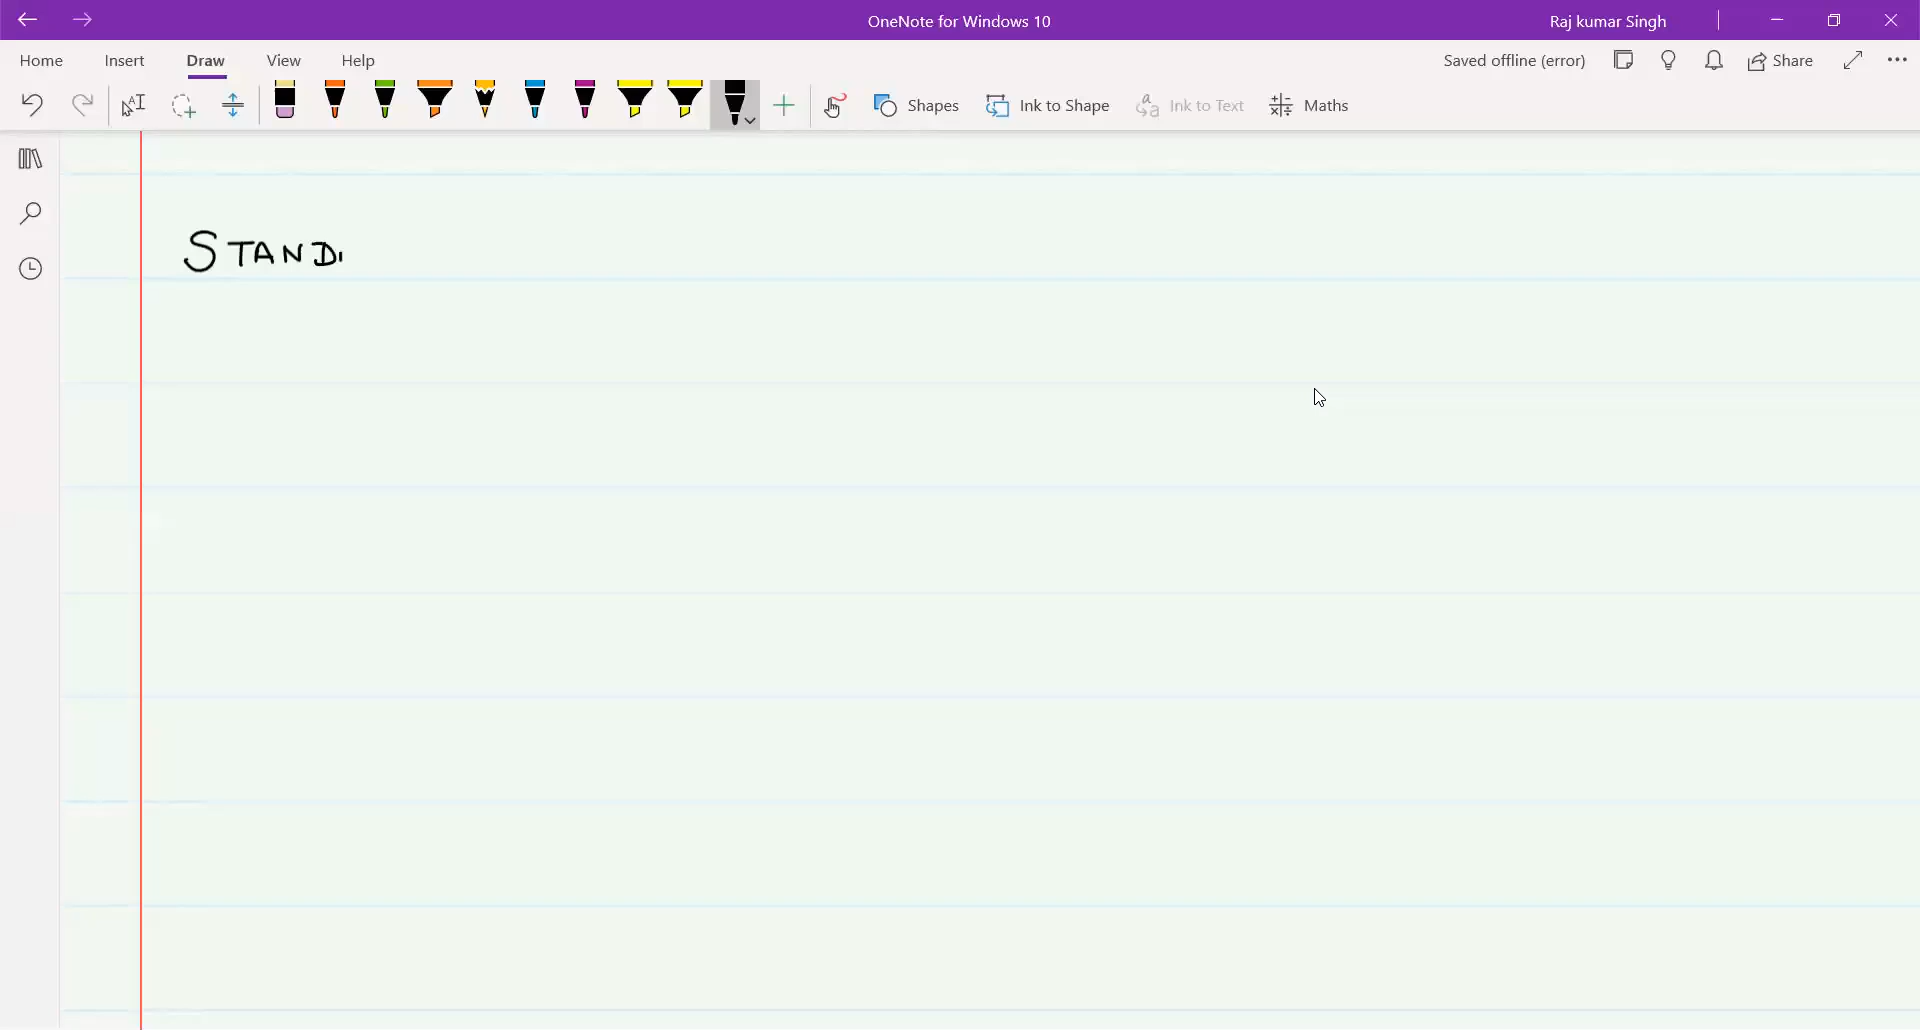 OneNote for Windows 10
Raj kumar Singh
Home Insert Draw View Help
Saved offline (error) Share
Shapes Ink to Shape Ink to Text Maths
STANDI